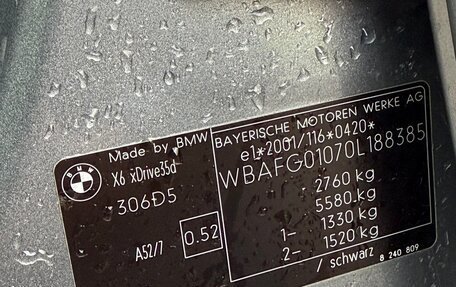 BMW
Made by BMW
X6 xDrive35d
306D5
A52/7
0.52
BAYERISCHE MOTOREN WERKE AG
e1*2001/116*0420*
WBAFG01070L188385
2760 kg
5580 kg
1- 1330 kg
2- 1520 kg
/ schwarz 8 240 809